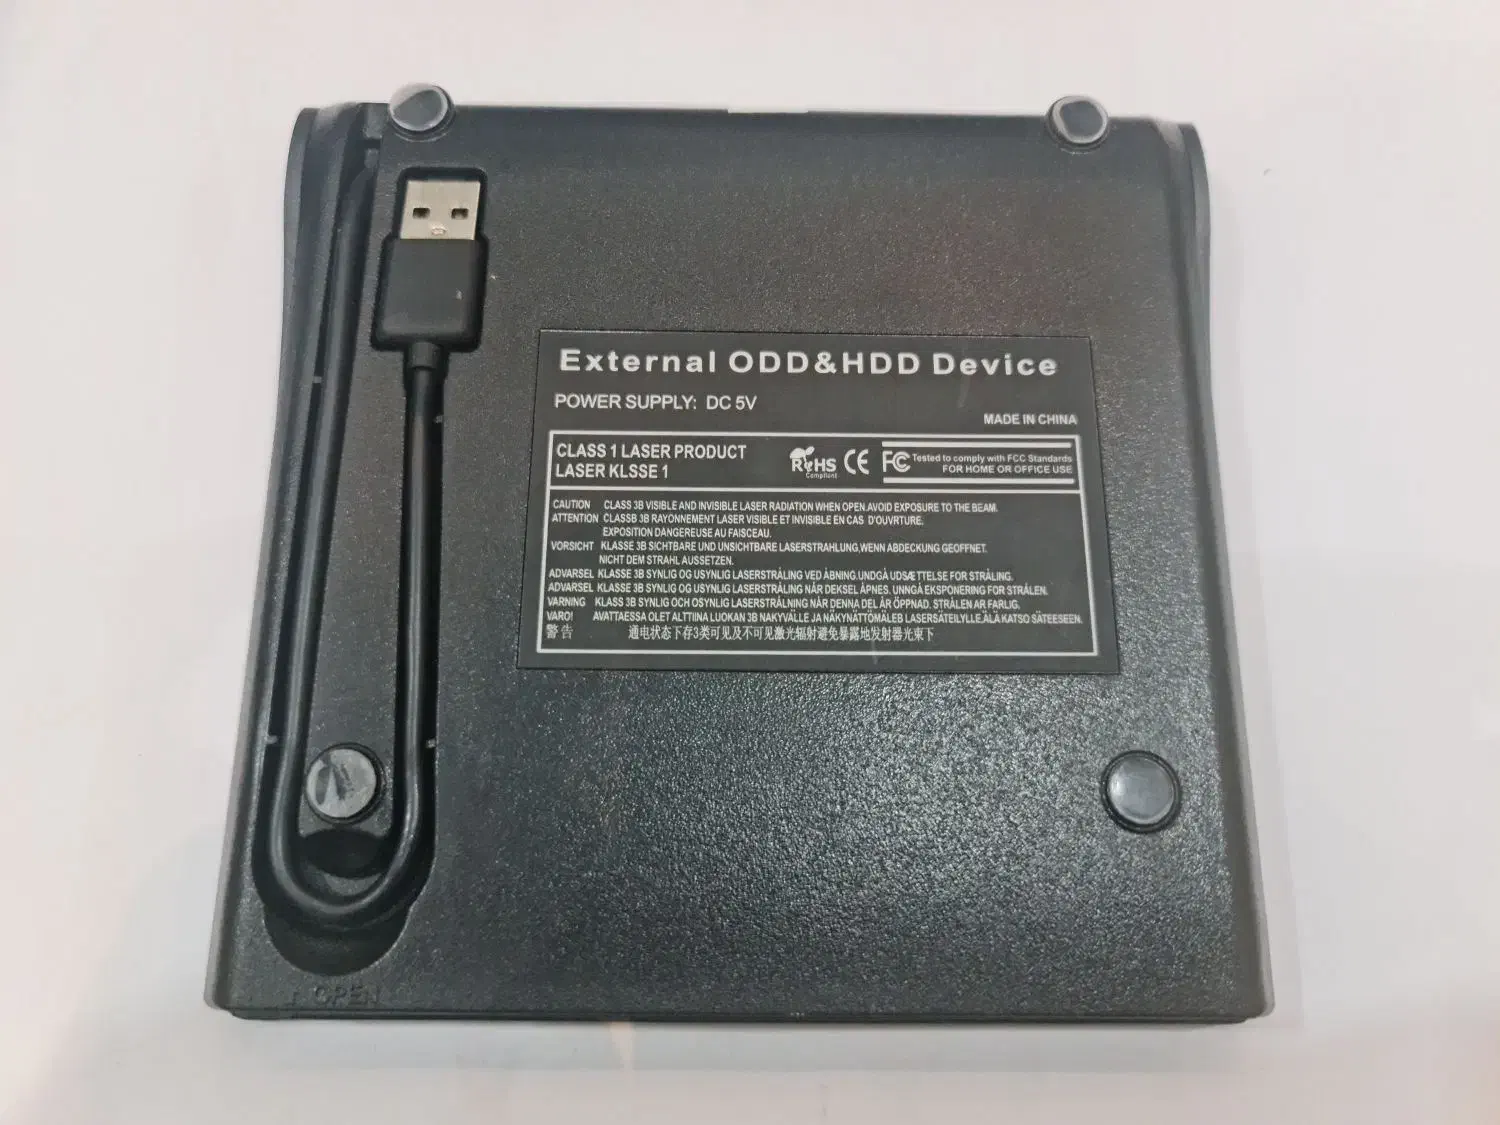 External ODD&HDD Device
POWER SUPPLY: DC 5V
MADE IN CHINA
CLASS 1 LASER PRODUCT
LASER KLSSE 1
RoHS
Compliant
CE
FC
Tested to comply with FCC Standards
FOR HOME OR OFFICE USE
CAUTION CLASS 3B VISIBLE AND INVISIBLE LASER RADIATION WHEN OPEN.AVOID EXPOSURE TO THE BEAM.
ATTENTION CLASSB 3B RAYONNEMENT LASER VISIBLE ET INVISIBLE EN CAS D'OUVRTURE.
EXPOSITION DANGEREUSE AU FAISCEAU.
VORSICHT KLASSE 3B SICHTBARE UND UNSICHTBARE LASERSTRAHLUNG,WENN ABDECKUNG GEOFFNET.
NICHT DEM STRAHL AUSSETZEN.
ADVARSEL KLASSE 3B SYNLIG OG USYNLIG LASERSTRÅLING VED ÅBNING.UNDGÅ UDSÆTTELSE FOR STRÅLING.
ADVARSEL KLASSE 3B SYNLIG OG USYNLIG LASERSTRÅLING NÅR DEKSEL ÅPNES. UNNGÅ EKSPONERING FOR STRÅLEN.
VARNING KLASS 3B SYNLIG OCH OSYNLIG LASERSTRÅLNING NÅR DENNA DEL ÅR ÖPPNAD. STRÅLEN AR FARLIG.
VARO! AVATTAESSA OLET ALTTIINA LUOKAN 3B NAKYVÄLLE JA NÄKYNÄTTÖMÄLEB LASERSÄTEILYLLE.ÄLÄ KATSO SÄTEESEEN.
警告 通电状态下存3类可见及不可见激光辐射避免暴露地发射器光束下
OPEN